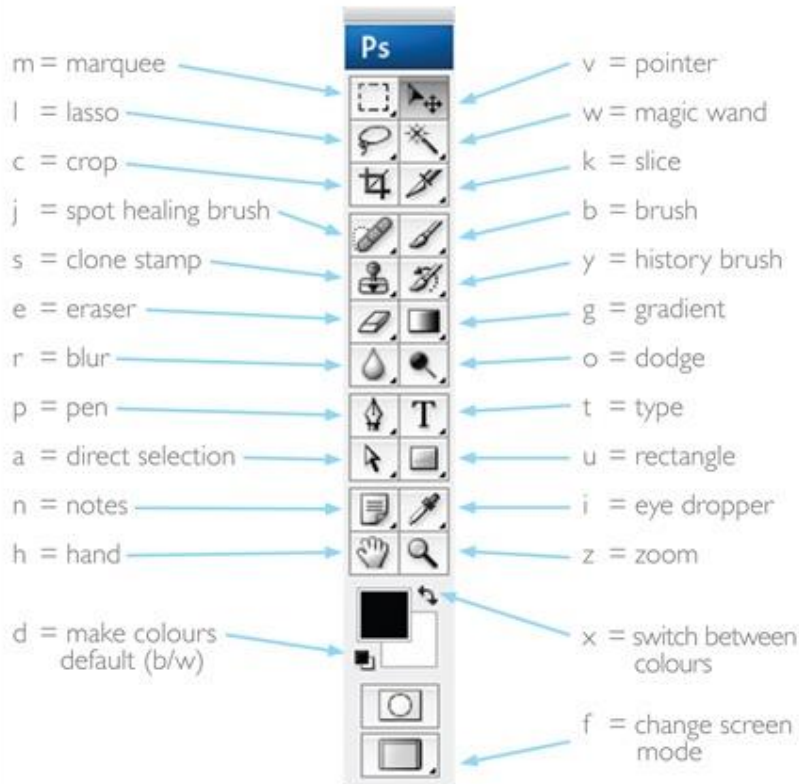 Ps
m = marquee
l = lasso
c = crop
j = spot healing brush
s = clone stamp
e = eraser
r = blur
p = pen
a = direct selection
n = notes
h = hand
d = make colours
default (b/w)
v = pointer
w = magic wand
k = slice
b = brush
y = history brush
g = gradient
o = dodge
t = type
u = rectangle
i = eye dropper
z = zoom
x = switch between
colours
f = change screen
mode
T